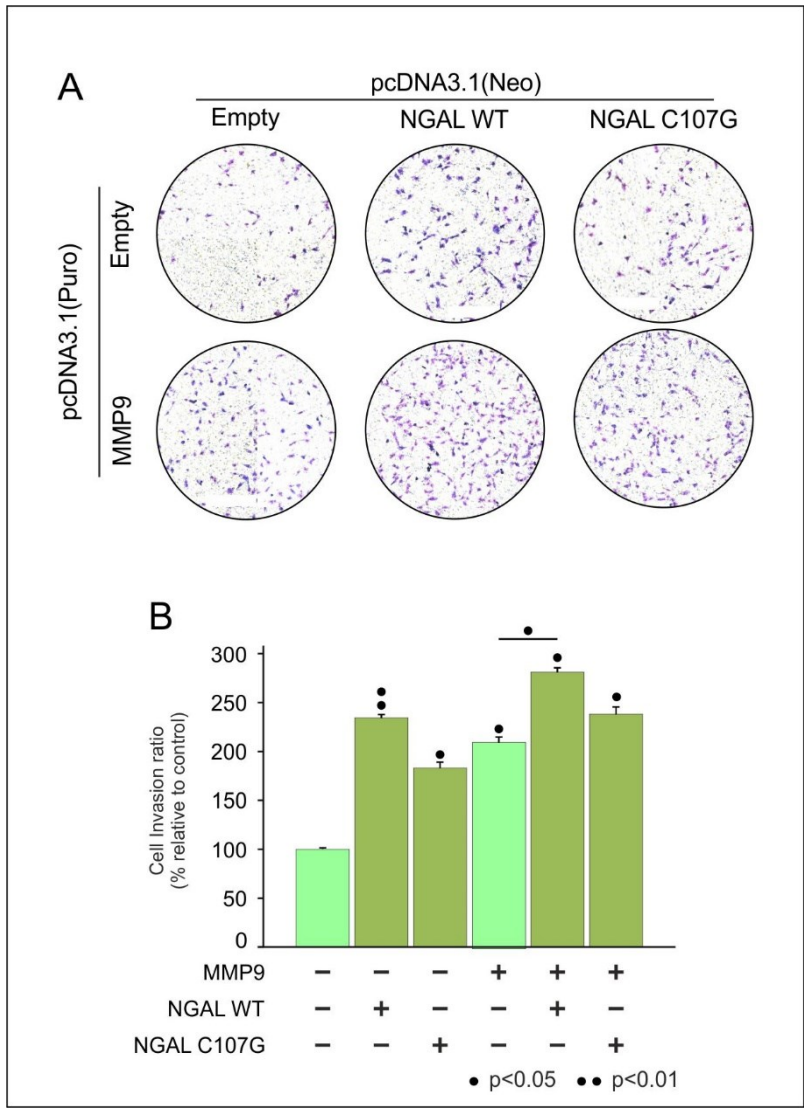 A
pcDNA3.1(Neo)
Empty
NGAL WT
NGAL C107G
pcDNA3.1(Puro)
Empty
MMP9
B
Cell Invasion ratio
(% relative to control)
300
250
200
150
100
50
0
MMP9 – – – + + +
NGAL WT – + – – + –
NGAL C107G – – + – – +
• p<0.05 •• p<0.01